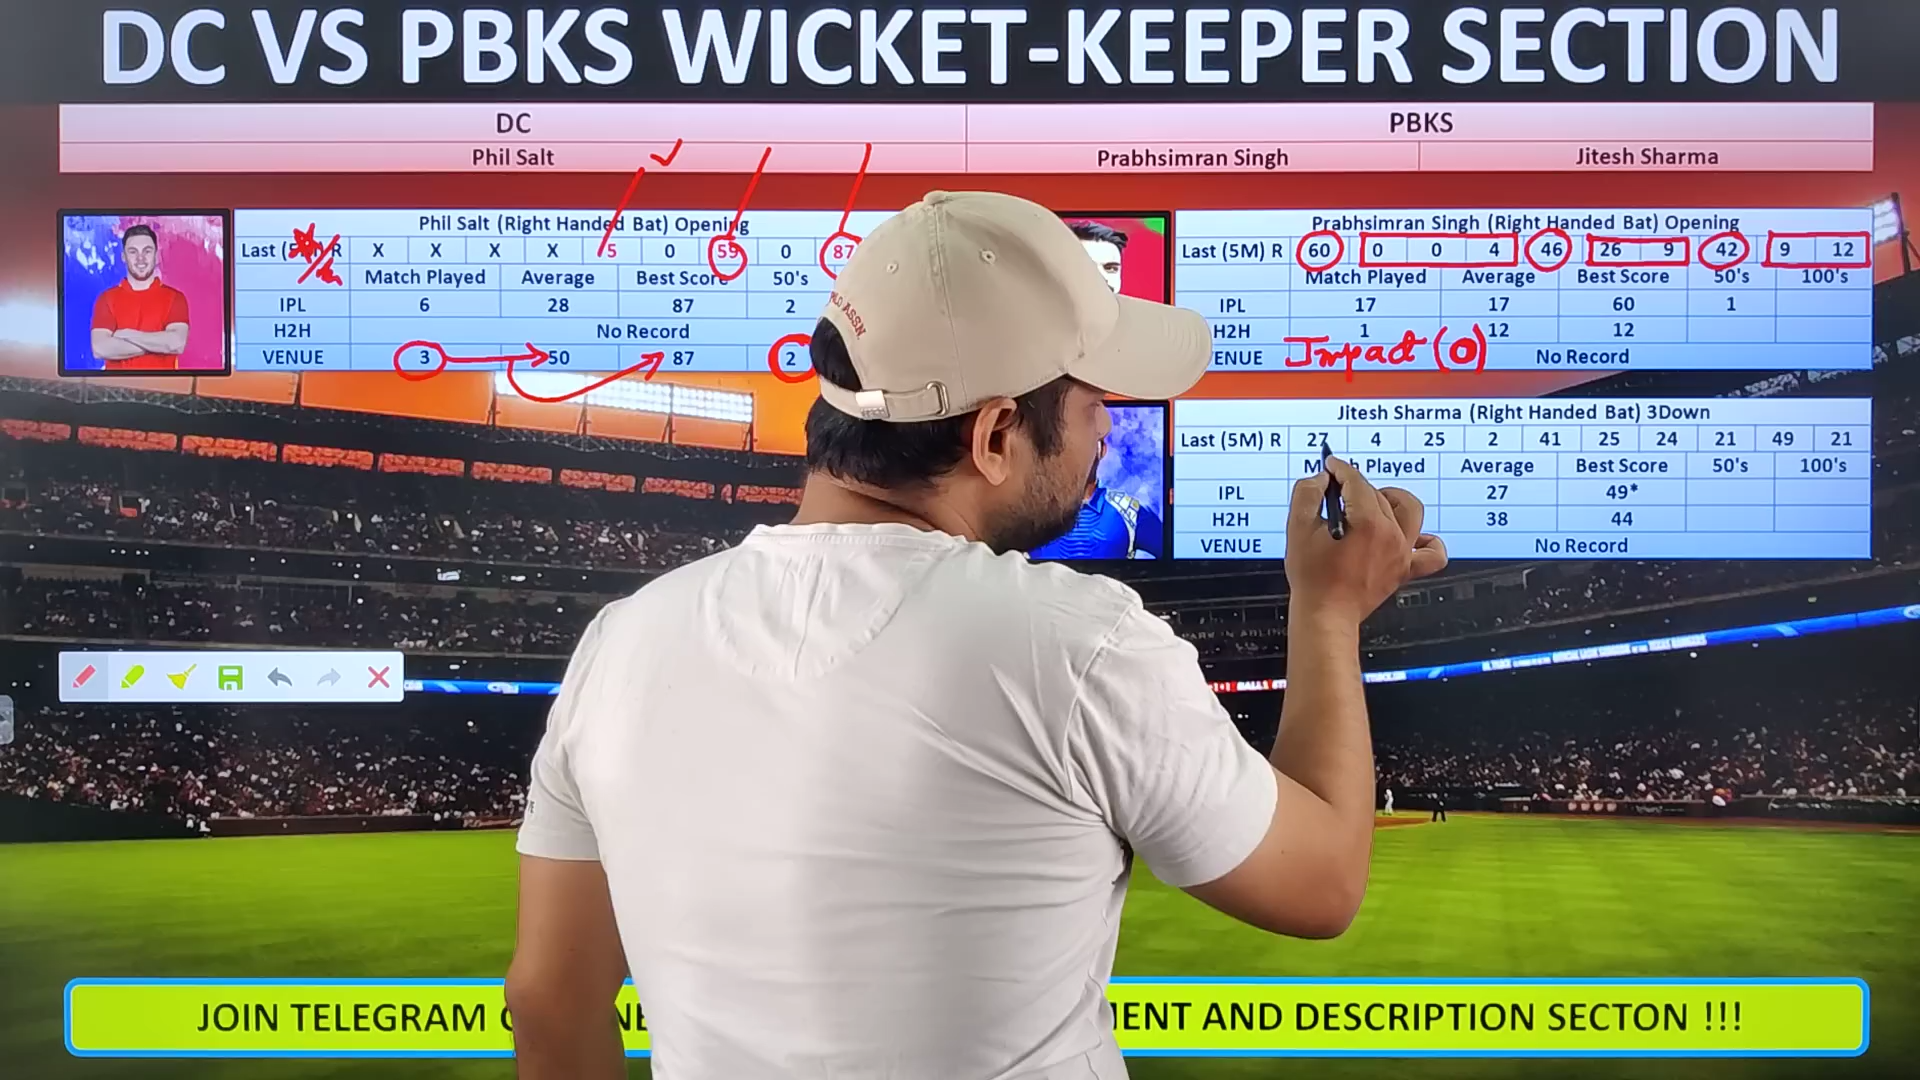 DC VS PBKS WICKET-KEEPER SECTION
DC PBKS
Phil Salt Prabhsimran Singh Jitesh Sharma
Phil Salt (Right Handed Bat) Opening
R X X X X 5 0 59 0 87
Match Played Average Best Score 50's
IPL 6 28 87 2
H2H No Record
VENUE 3 50 87 2
Prabhsimran Singh (Right Handed Bat) Opening
Last (5M) R 60 0 0 4 46 26 9 42 9 12
Match Played Average Best Score 50's 100's
IPL 17 17 60 1
H2H 1 12 12
ENUE Impact (0) No Record
Jitesh Sharma (Right Handed Bat) 3Down
Last (5M) R 27 4 25 2 41 25 24 21 49 21
Played Average Best Score 50's 100's
IPL 27 49*
H2H 38 44
VENUE No Record
ASSN.
JOIN TELEGRAM AND DESCRIPTION SECTON !!!